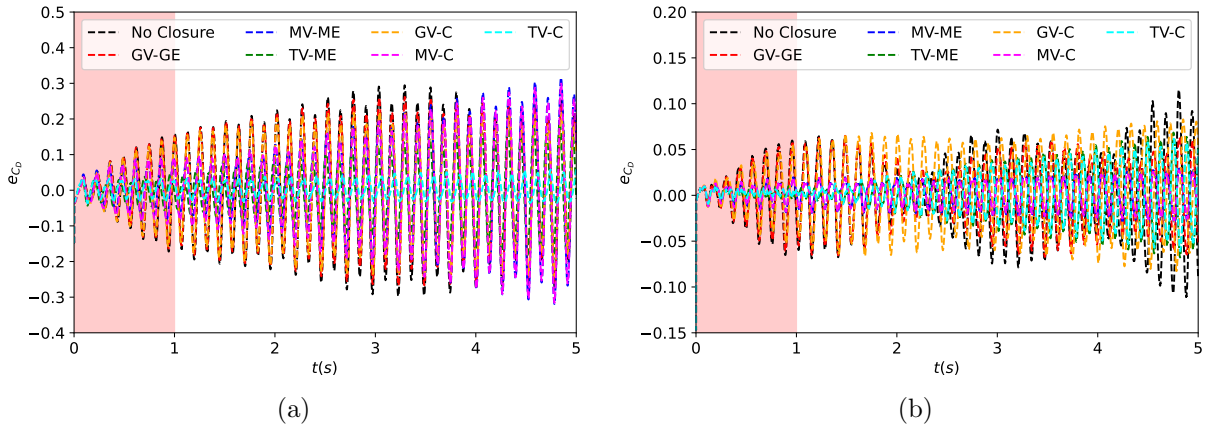 No Closure
GV-GE
MV-ME
TV-ME
GV-C
MV-C
TV-C
0.5
0.4
0.3
0.2
0.1
0.0
−0.1
−0.2
−0.3
−0.4
e_{C_D}
0 1 2 3 4 5
t(s)
(a)
No Closure
GV-GE
MV-ME
TV-ME
GV-C
MV-C
TV-C
0.20
0.15
0.10
0.05
0.00
−0.05
−0.10
−0.15
e_{C_D}
0 1 2 3 4 5
t(s)
(b)